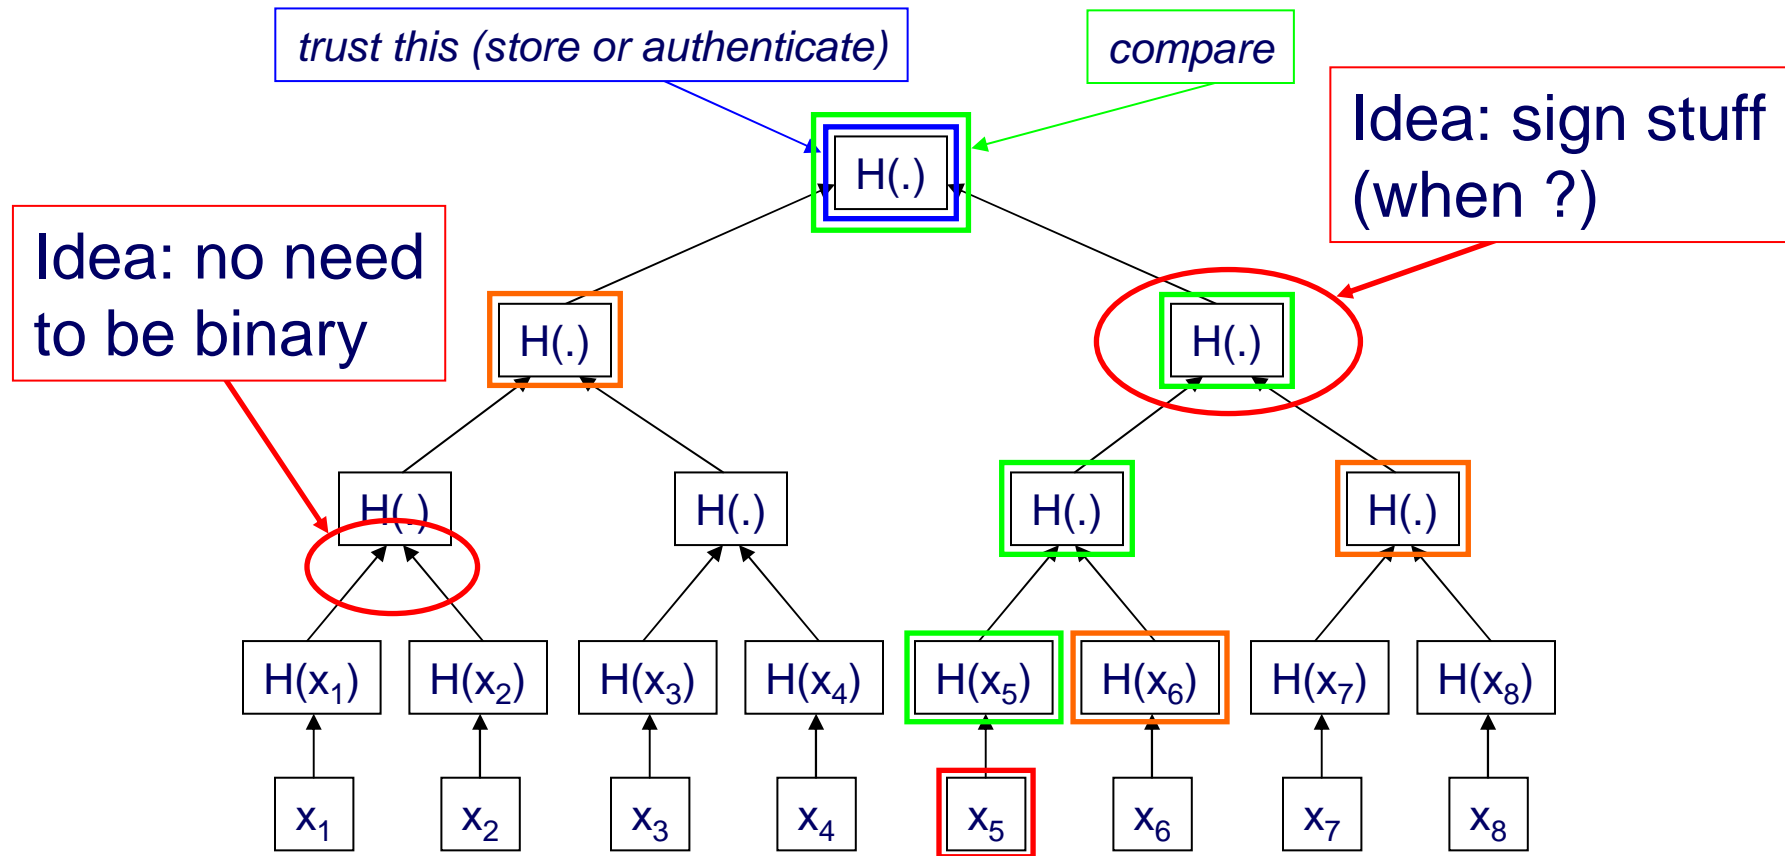 trust this (store or authenticate)
compare
Idea: sign stuff
(when ?)
H(.)
Idea: no need
to be binary
H(.)
H(.)
H(.)
H(.)
H(.)
H(.)
H(x₁)
H(x₂)
H(x₃)
H(x₄)
H(x₅)
H(x₆)
H(x₇)
H(x₈)
x₁
x₂
x₃
x₄
x₅
x₆
x₇
x₈